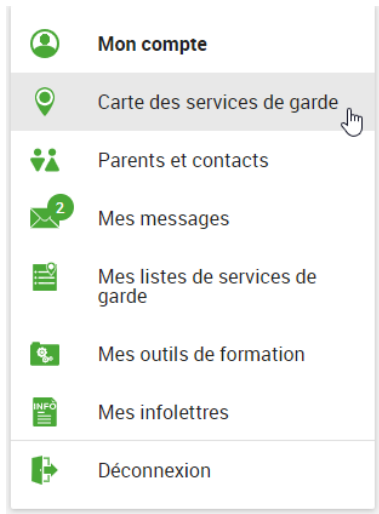 Mon compte
Carte des services de garde
Parents et contacts
2
Mes messages
Mes listes de services de
garde
Mes outils de formation
INFO
Mes infolettres
Déconnexion